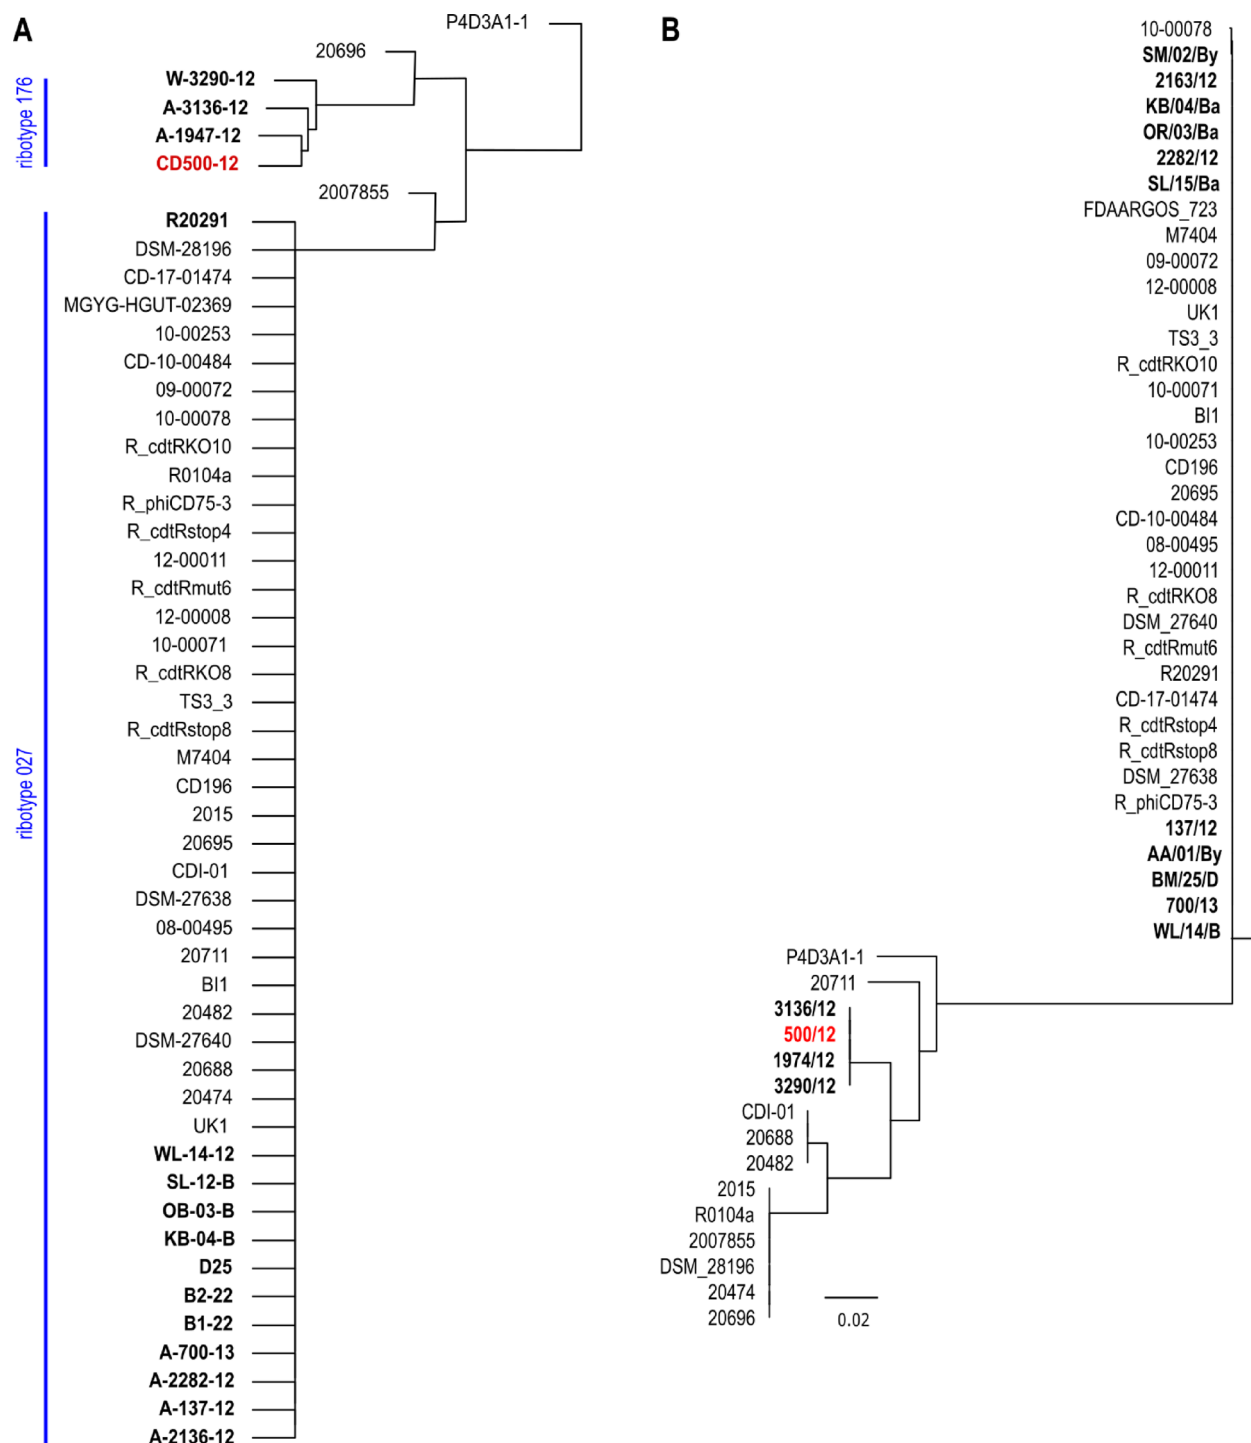 A
P4D3A1-1
20696
W-3290-12
A-3136-12
A-1947-12
CD500-12
ribotype 176
2007855
R20291
DSM-28196
CD-17-01474
MGYG-HGUT-02369
10-00253
CD-10-00484
09-00072
10-00078
R_cdtRKO10
R0104a
R_phiCD75-3
R_cdtRstop4
12-00011
R_cdtRmut6
12-00008
10-00071
R_cdtRKO8
TS3_3
R_cdtRstop8
M7404
CD196
2015
20695
CDI-01
DSM-27638
08-00495
20711
BI1
20482
DSM-27640
20688
20474
UK1
WL-14-12
SL-12-B
OB-03-B
KB-04-B
D25
B2-22
B1-22
A-700-13
A-2282-12
A-137-12
A-2136-12
ribotype 027
B
10-00078
SM/02/By
2163/12
KB/04/Ba
OR/03/Ba
2282/12
SL/15/Ba
FDAARGOS_723
M7404
09-00072
12-00008
UK1
TS3_3
R_cdtRKO10
10-00071
BI1
10-00253
CD196
20695
CD-10-00484
08-00495
12-00011
R_cdtRKO8
DSM_27640
R_cdtRmut6
R20291
CD-17-01474
R_cdtRstop4
R_cdtRstop8
DSM_27638
R_phiCD75-3
137/12
AA/01/By
BM/25/D
700/13
WL/14/B
P4D3A1-1
20711
3136/12
500/12
1974/12
3290/12
CDI-01
20688
20482
2015
R0104a
2007855
DSM_28196
20474
20696
0.02